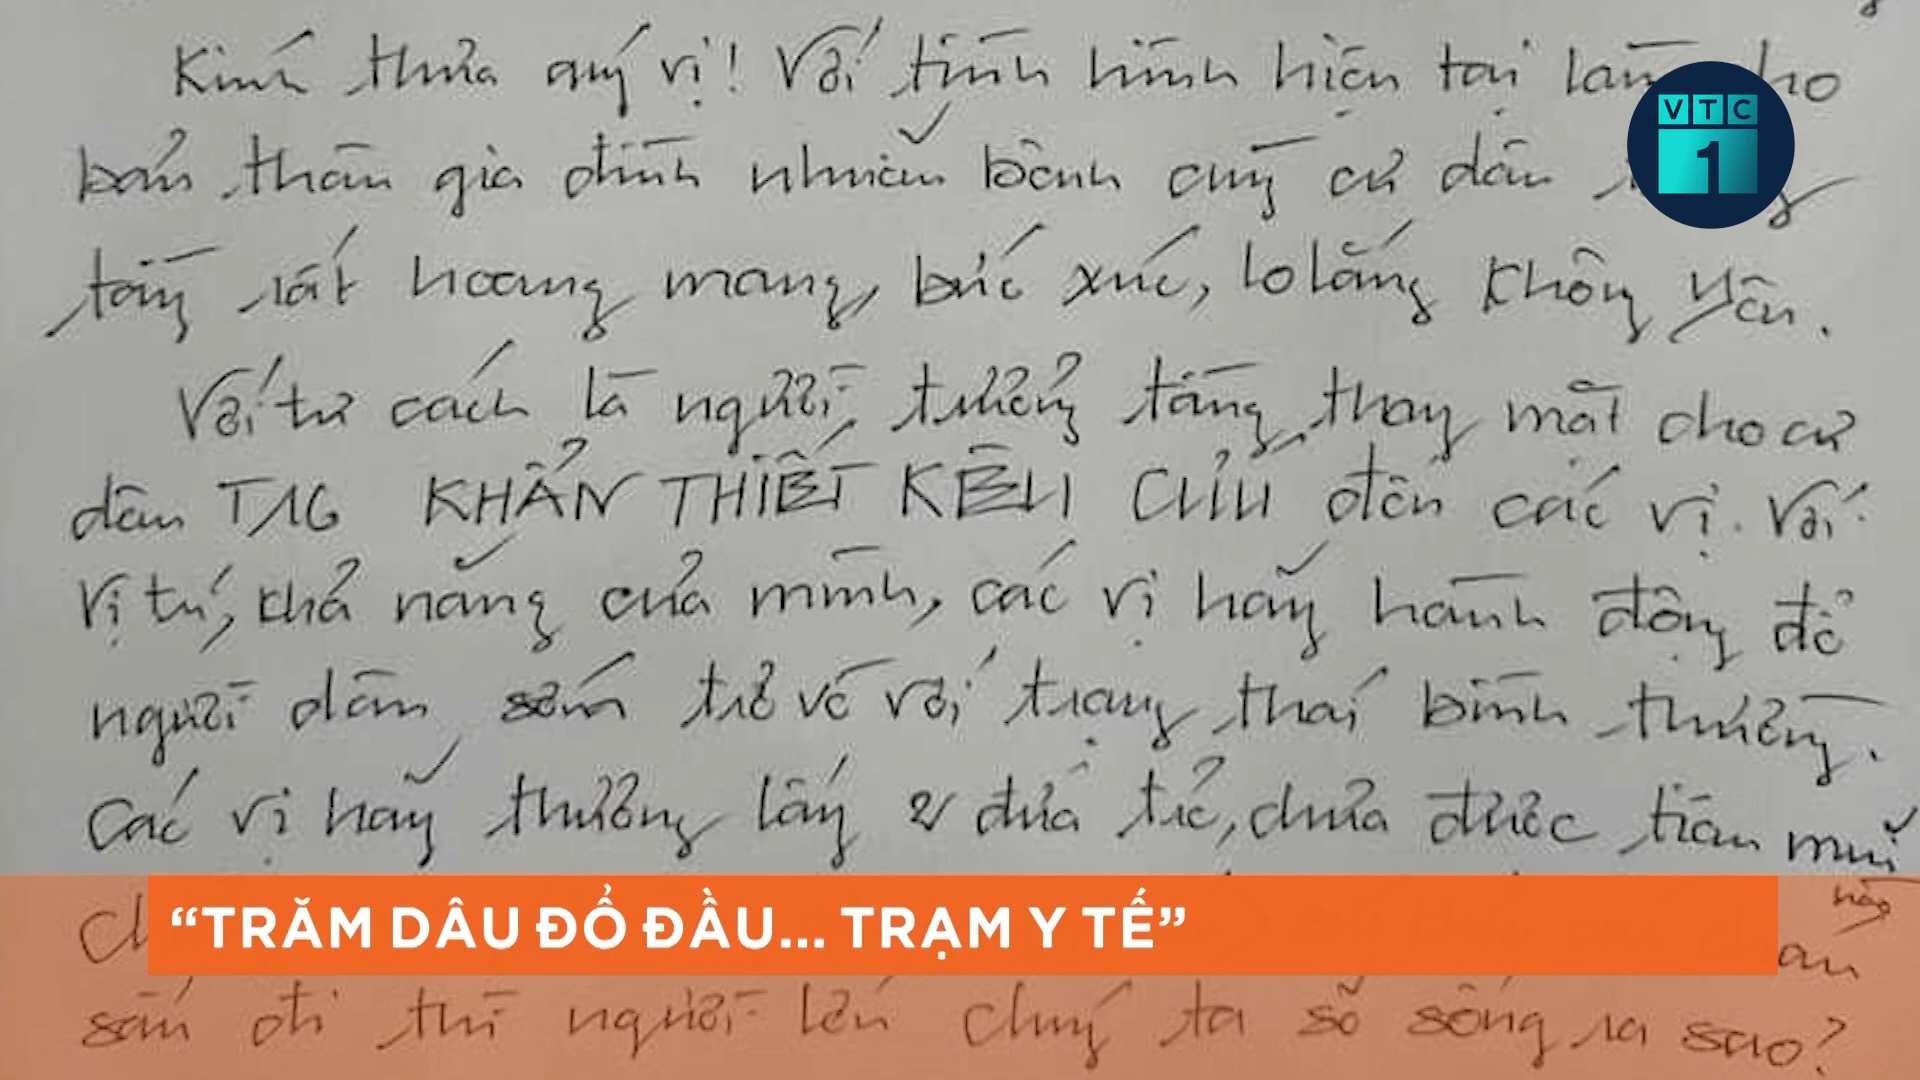 Kính thưa quý vị! Với tình hình hiện tại làm cho
bản thân gia đình nhiễm bệnh cùng cư dân trong
tầng rất hoang mang, bức xúc, lo lắng không yên.
Với tư cách là người trưởng tầng, thay mặt cho cư
dân T16 KHẨN THIẾT KÊU CỨU đến các vị. Với
vị trí, khả năng của mình, các vị hãy hành động để
người dân sớm trở về với trạng thái bình thường.
Các vị hãy thương lấy 2 đứa trẻ, chưa được tiêm mũi
nào
sán đi thì người lớn chúng ta sẽ sống ra sao?
"TRĂM DÂU ĐỔ ĐẦU... TRẠM Y TẾ"
VTC
1